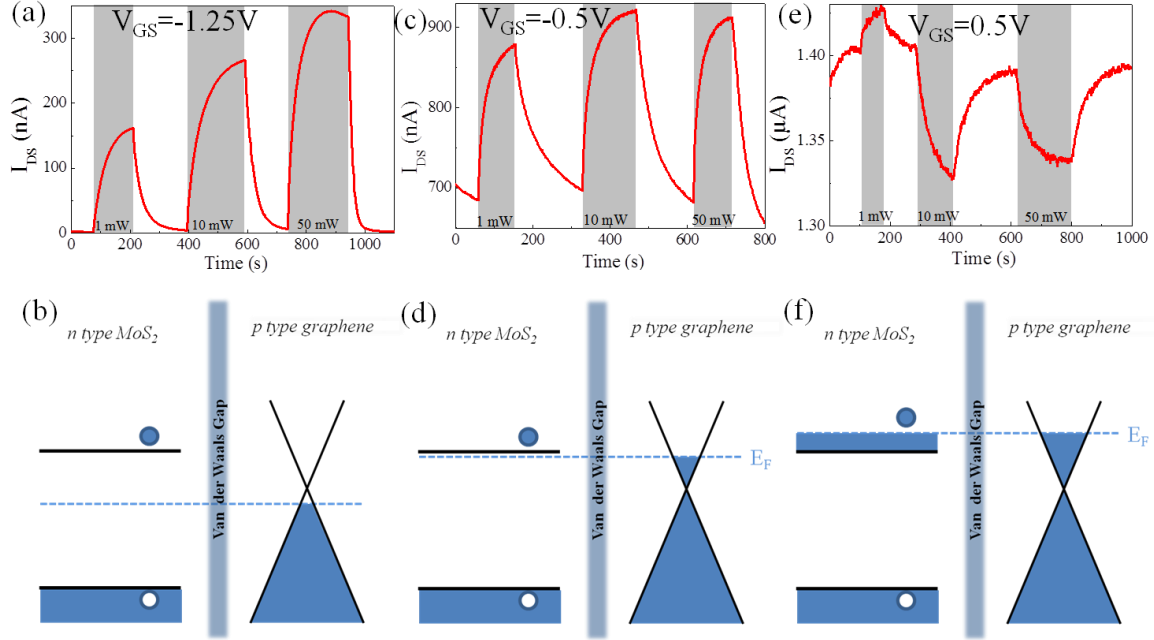 (a)
V_GS=-1.25V
I_DS (nA)
350
300
250
200
150
100
50
0
1 mW
10 mW
50 mW
0
200
400
600
800
1000
Time (s)
(c)
V_GS=-0.5V
I_DS (nA)
900
800
700
1 mW
10 mW
50 mW
0
200
400
600
800
Time (s)
(e)
V_GS=0.5V
I_DS (μA)
1.40
1.35
1.30
1 mW
10 mW
50 mW
0
200
400
600
800
1000
Time (s)
(b)
n type MoS₂
p type graphene
Van der Waals Gap
(d)
n type MoS₂
p type graphene
Van der Waals Gap
E_F
(f)
n type MoS₂
p type graphene
Van der Waals Gap
E_F